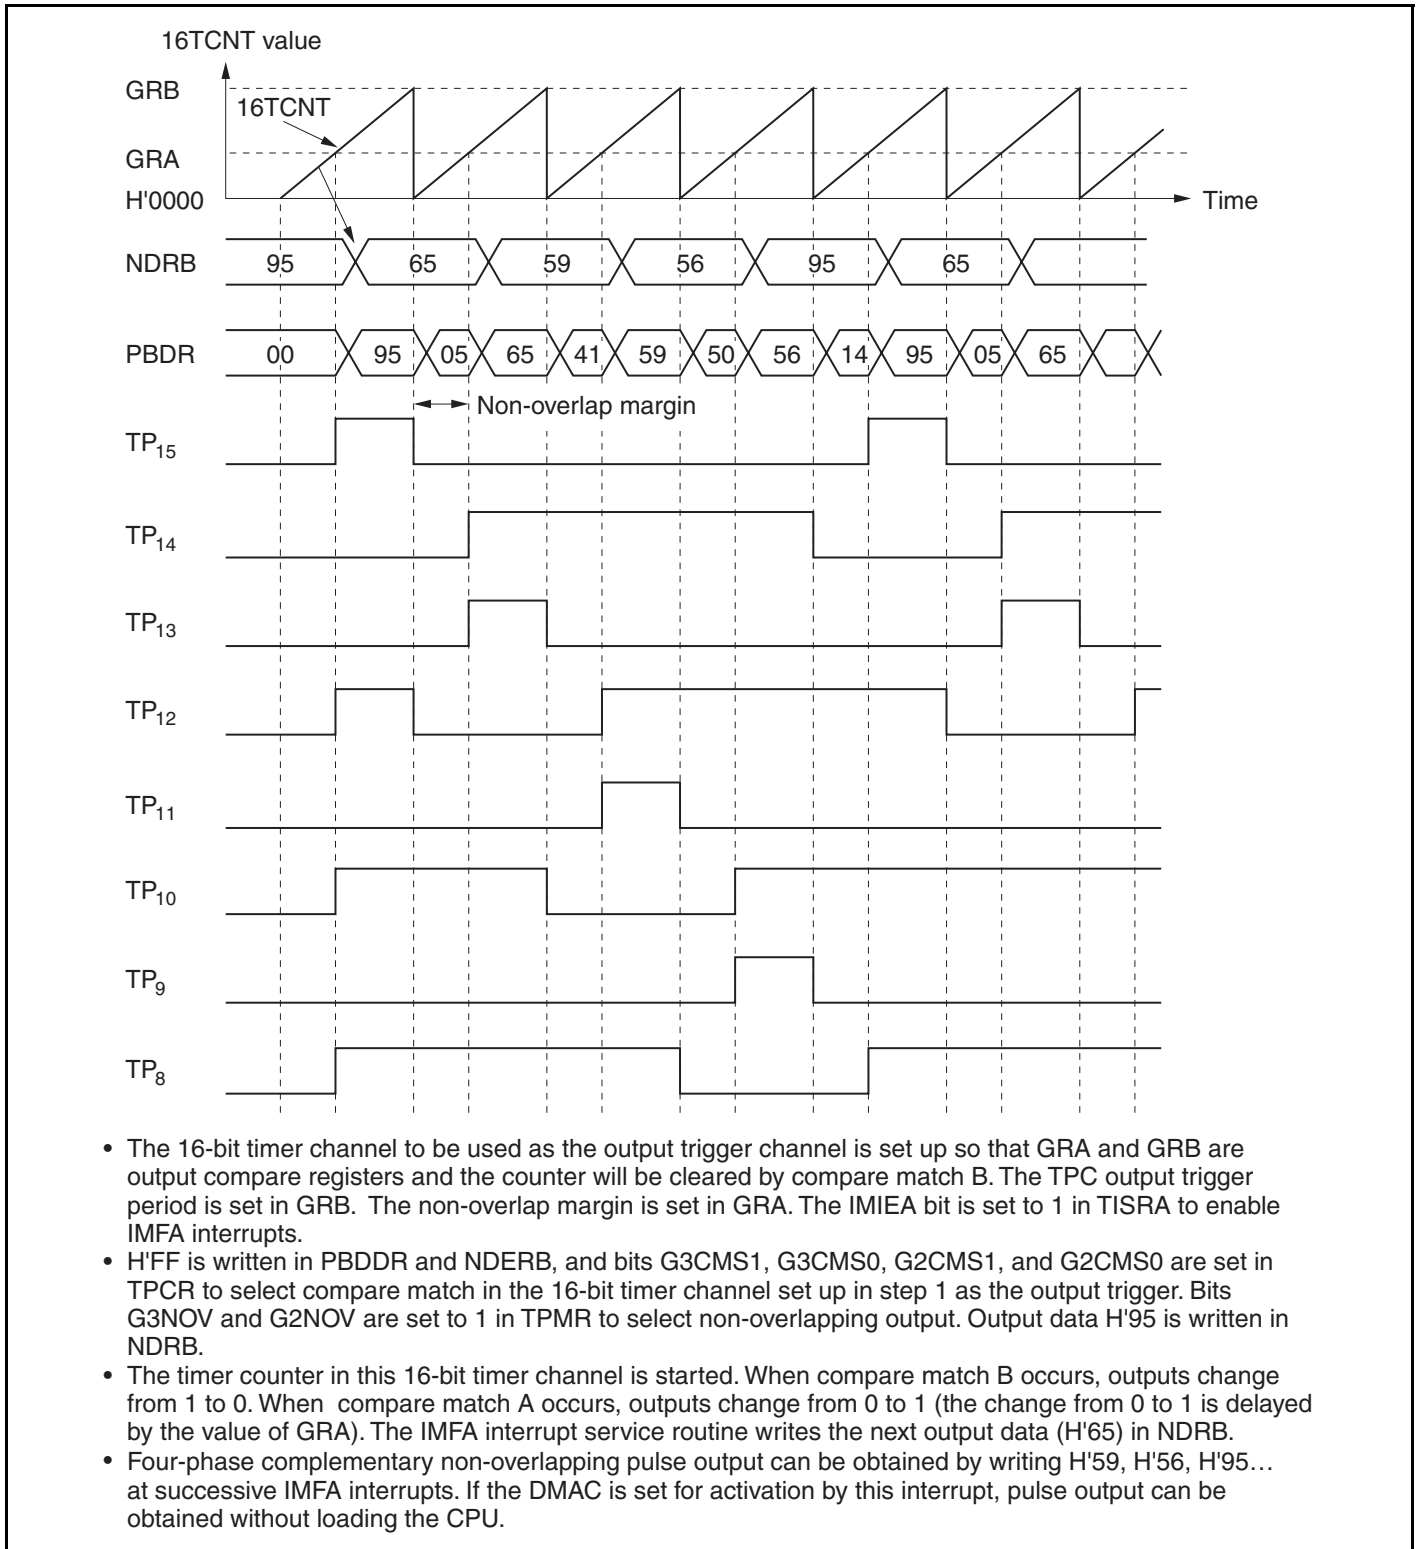 16TCNT value
GRB
16TCNT
GRA
H'0000
Time
NDRB 95 65 59 56 95 65
PBDR 00 95 05 65 41 59 50 56 14 95 05 65
Non-overlap margin
TP15
TP14
TP13
TP12
TP11
TP10
TP9
TP8
• The 16-bit timer channel to be used as the output trigger channel is set up so that GRA and GRB are
output compare registers and the counter will be cleared by compare match B. The TPC output trigger
period is set in GRB. The non-overlap margin is set in GRA. The IMIEA bit is set to 1 in TISRA to enable
IMFA interrupts.
• H'FF is written in PBDDR and NDERB, and bits G3CMS1, G3CMS0, G2CMS1, and G2CMS0 are set in
TPCR to select compare match in the 16-bit timer channel set up in step 1 as the output trigger. Bits
G3NOV and G2NOV are set to 1 in TPMR to select non-overlapping output. Output data H'95 is written in
NDRB.
• The timer counter in this 16-bit timer channel is started. When compare match B occurs, outputs change
from 1 to 0. When compare match A occurs, outputs change from 0 to 1 (the change from 0 to 1 is delayed
by the value of GRA). The IMFA interrupt service routine writes the next output data (H'65) in NDRB.
• Four-phase complementary non-overlapping pulse output can be obtained by writing H'59, H'56, H'95…
at successive IMFA interrupts. If the DMAC is set for activation by this interrupt, pulse output can be
obtained without loading the CPU.